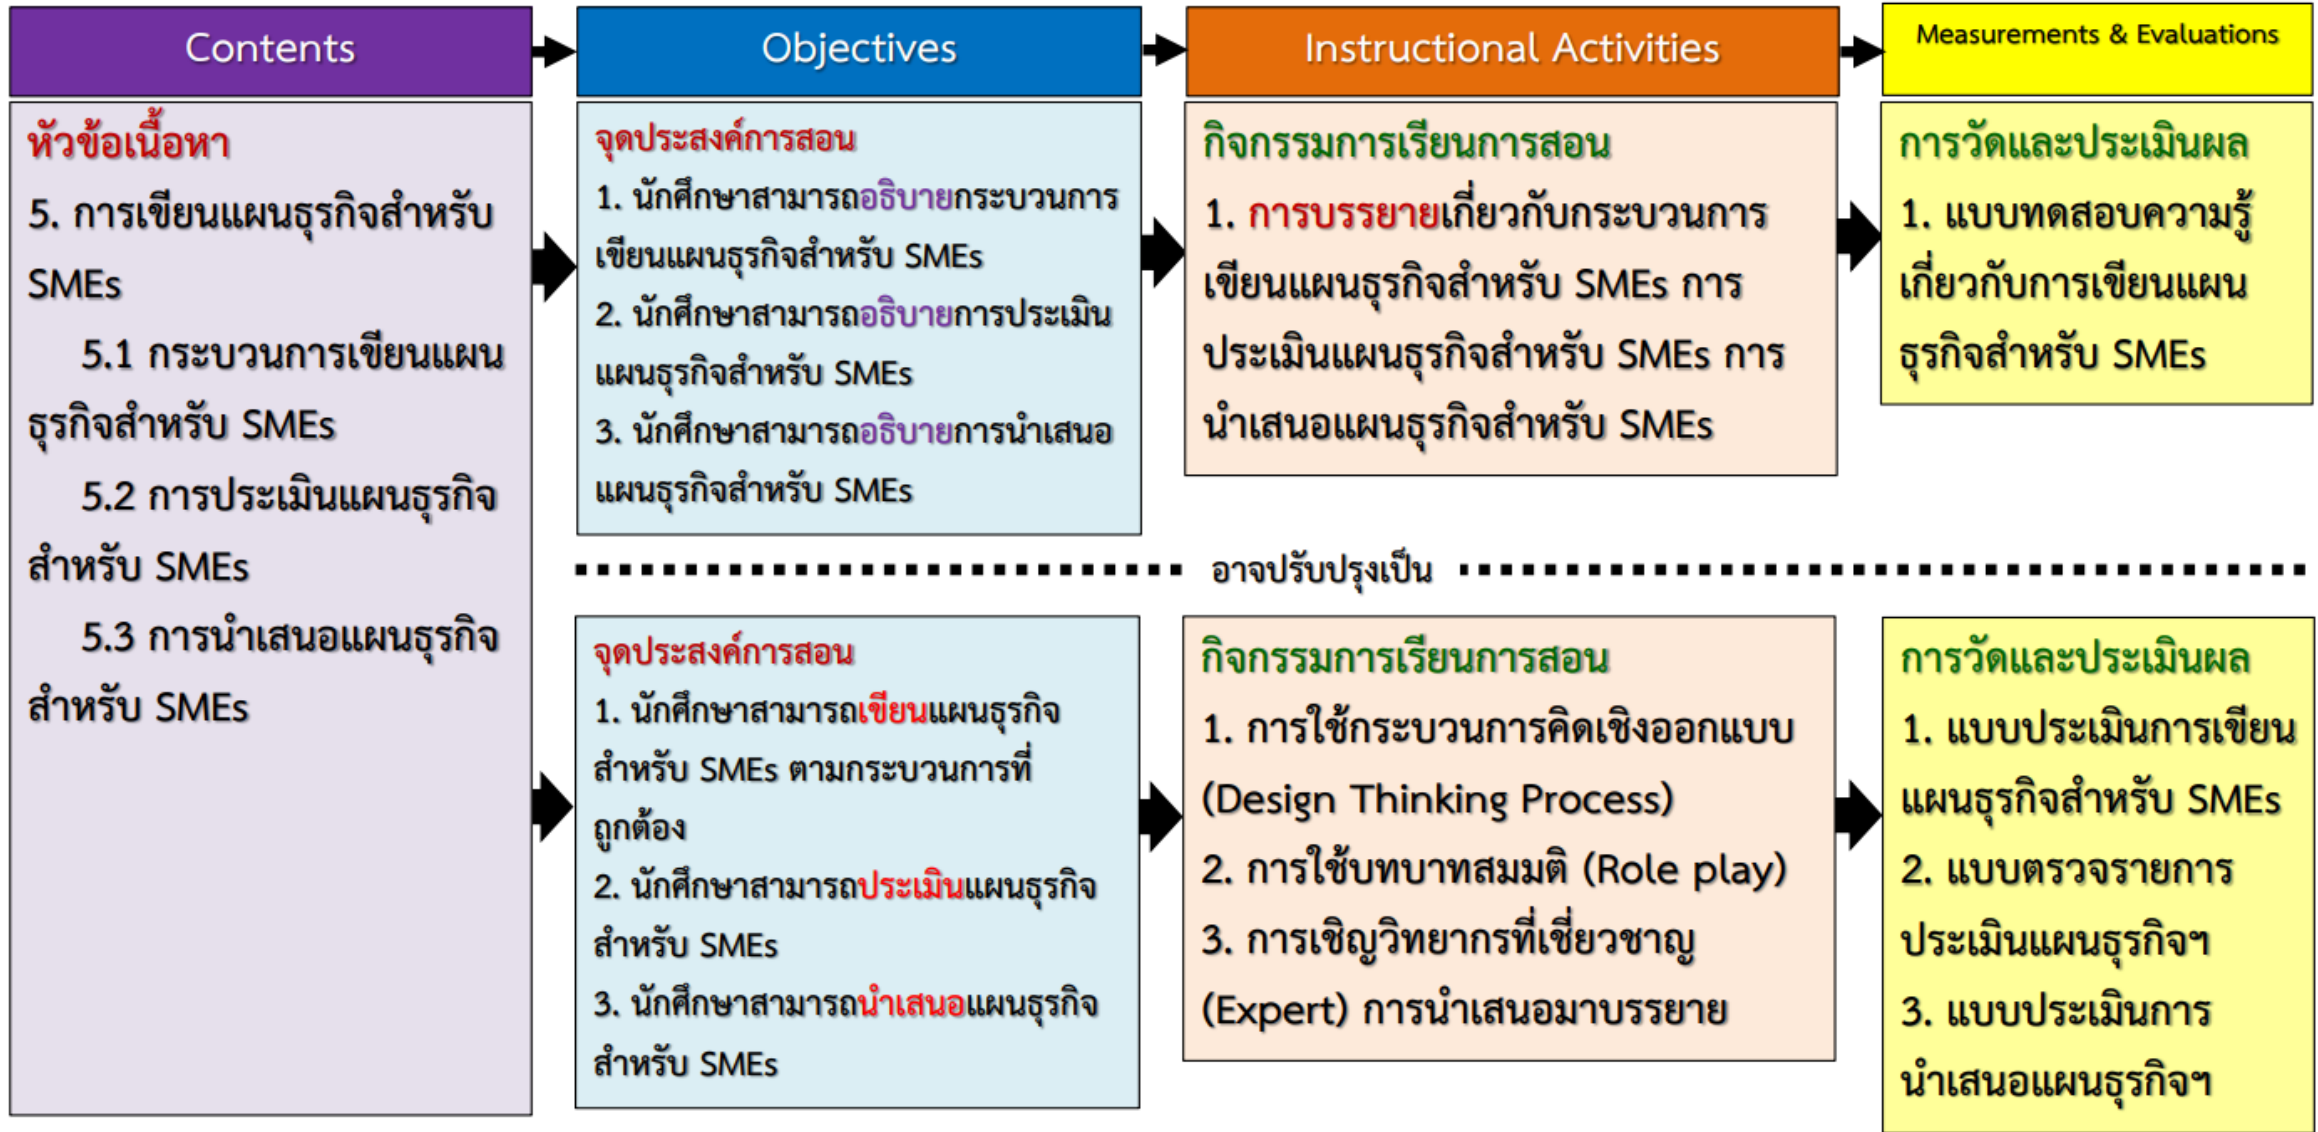 Contents
Objectives
Instructional Activities
Measurements & Evaluations
หัวข้อเนื้อหา
5. การเขียนแผนธุรกิจสำหรับ
SMEs
5.1 กระบวนการเขียนแผน
ธุรกิจสำหรับ SMEs
5.2 การประเมินแผนธุรกิจ
สำหรับ SMEs
5.3 การนำเสนอแผนธุรกิจ
สำหรับ SMEs
จุดประสงค์การสอน
1. นักศึกษาสามารถอธิบายกระบวนการ
เขียนแผนธุรกิจสำหรับ SMEs
2. นักศึกษาสามารถอธิบายการประเมิน
แผนธุรกิจสำหรับ SMEs
3. นักศึกษาสามารถอธิบายการนำเสนอ
แผนธุรกิจสำหรับ SMEs
กิจกรรมการเรียนการสอน
1. การบรรยายเกี่ยวกับกระบวนการ
เขียนแผนธุรกิจสำหรับ SMEs การ
ประเมินแผนธุรกิจสำหรับ SMEs การ
นำเสนอแผนธุรกิจสำหรับ SMEs
การวัดและประเมินผล
1. แบบทดสอบความรู้
เกี่ยวกับการเขียนแผน
ธุรกิจสำหรับ SMEs
อาจปรับปรุงเป็น
จุดประสงค์การสอน
1. นักศึกษาสามารถเขียนแผนธุรกิจ
สำหรับ SMEs ตามกระบวนการที่
ถูกต้อง
2. นักศึกษาสามารถประเมินแผนธุรกิจ
สำหรับ SMEs
3. นักศึกษาสามารถนำเสนอแผนธุรกิจ
สำหรับ SMEs
กิจกรรมการเรียนการสอน
1. การใช้กระบวนการคิดเชิงออกแบบ
(Design Thinking Process)
2. การใช้บทบาทสมมติ (Role play)
3. การเชิญวิทยากรที่เชี่ยวชาญ
(Expert) การนำเสนอมาบรรยาย
การวัดและประเมินผล
1. แบบประเมินการเขียน
แผนธุรกิจสำหรับ SMEs
2. แบบตรวจรายการ
ประเมินแผนธุรกิจฯ
3. แบบประเมินการ
นำเสนอแผนธุรกิจฯ